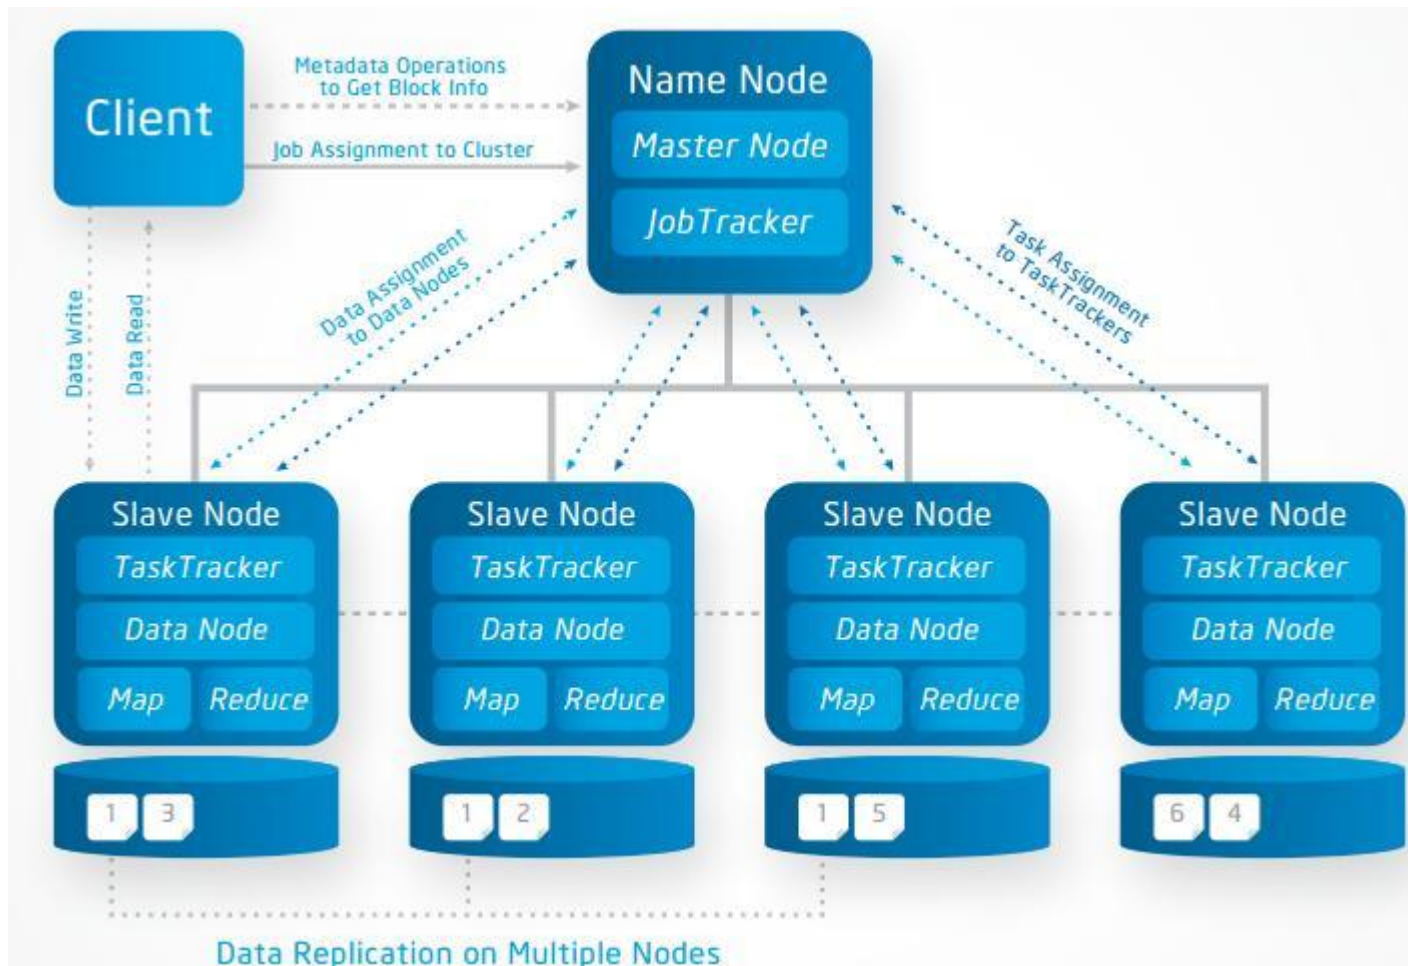 Client
Metadata Operations
to Get Block Info
Job Assignment to Cluster
Name Node
Master Node
JobTracker
Data Write
Data Read
Data Assignment
to Data Nodes
Task Assignment
to TaskTrackers
Slave Node
TaskTracker
Data Node
Map Reduce
1 3
Slave Node
TaskTracker
Data Node
Map Reduce
1 2
Slave Node
TaskTracker
Data Node
Map Reduce
1 5
Slave Node
TaskTracker
Data Node
Map Reduce
6 4
Data Replication on Multiple Nodes